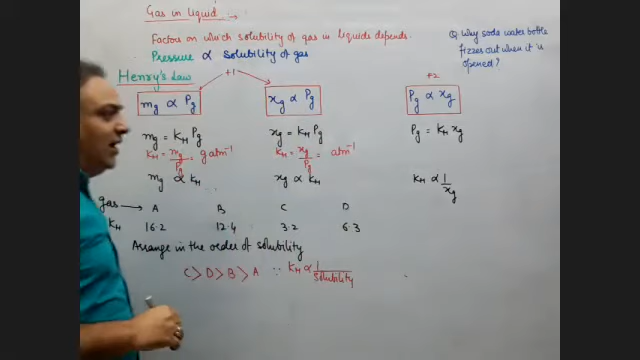 Gas in liquid ....
Factors on which solubility of gas in liquids depends.
Pressure ∝ Solubility of gas
Q Why soda water bottle
fizzes out when it is
opened?
Henry's Law
+1
+2
mg ∝ Pg
xg ∝ Pg
Pg ∝ xg
mg = KH Pg
xg = KH Pg
Pg = KH xg
KH = mg/Pg = g atm⁻¹
KH = xg/Pg = atm⁻¹
mg ∝ KH
xg ∝ KH
KH ∝ 1/xg
gas → A B C D
KH 16.2 12.4 3.2 6.3
Arrange in the order of solubility
C > D > B > A ∵ KH ∝ 1/Solubility